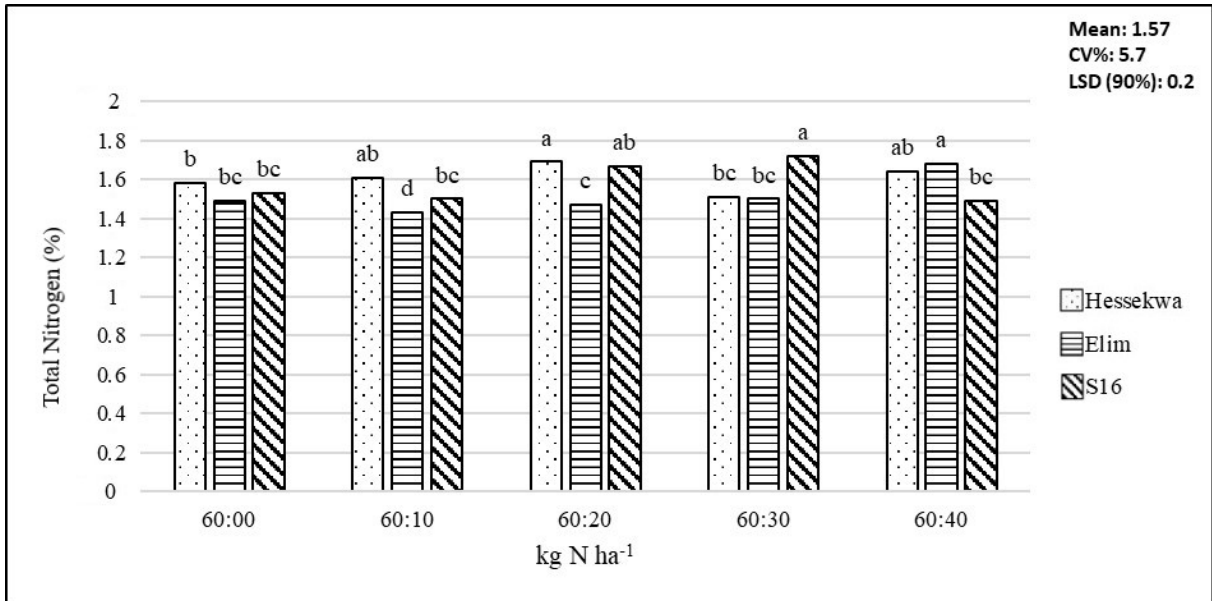 Mean: 1.57
CV%: 5.7
LSD (90%): 0.2
Total Nitrogen (%)
2
1.8
1.6
1.4
1.2
1
0.8
0.6
0.4
0.2
0
b bc bc ab d bc a c ab bc bc a ab a bc
60:00 60:10 60:20 60:30 60:40
kg N ha⁻¹
Hessekwa
Elim
S16